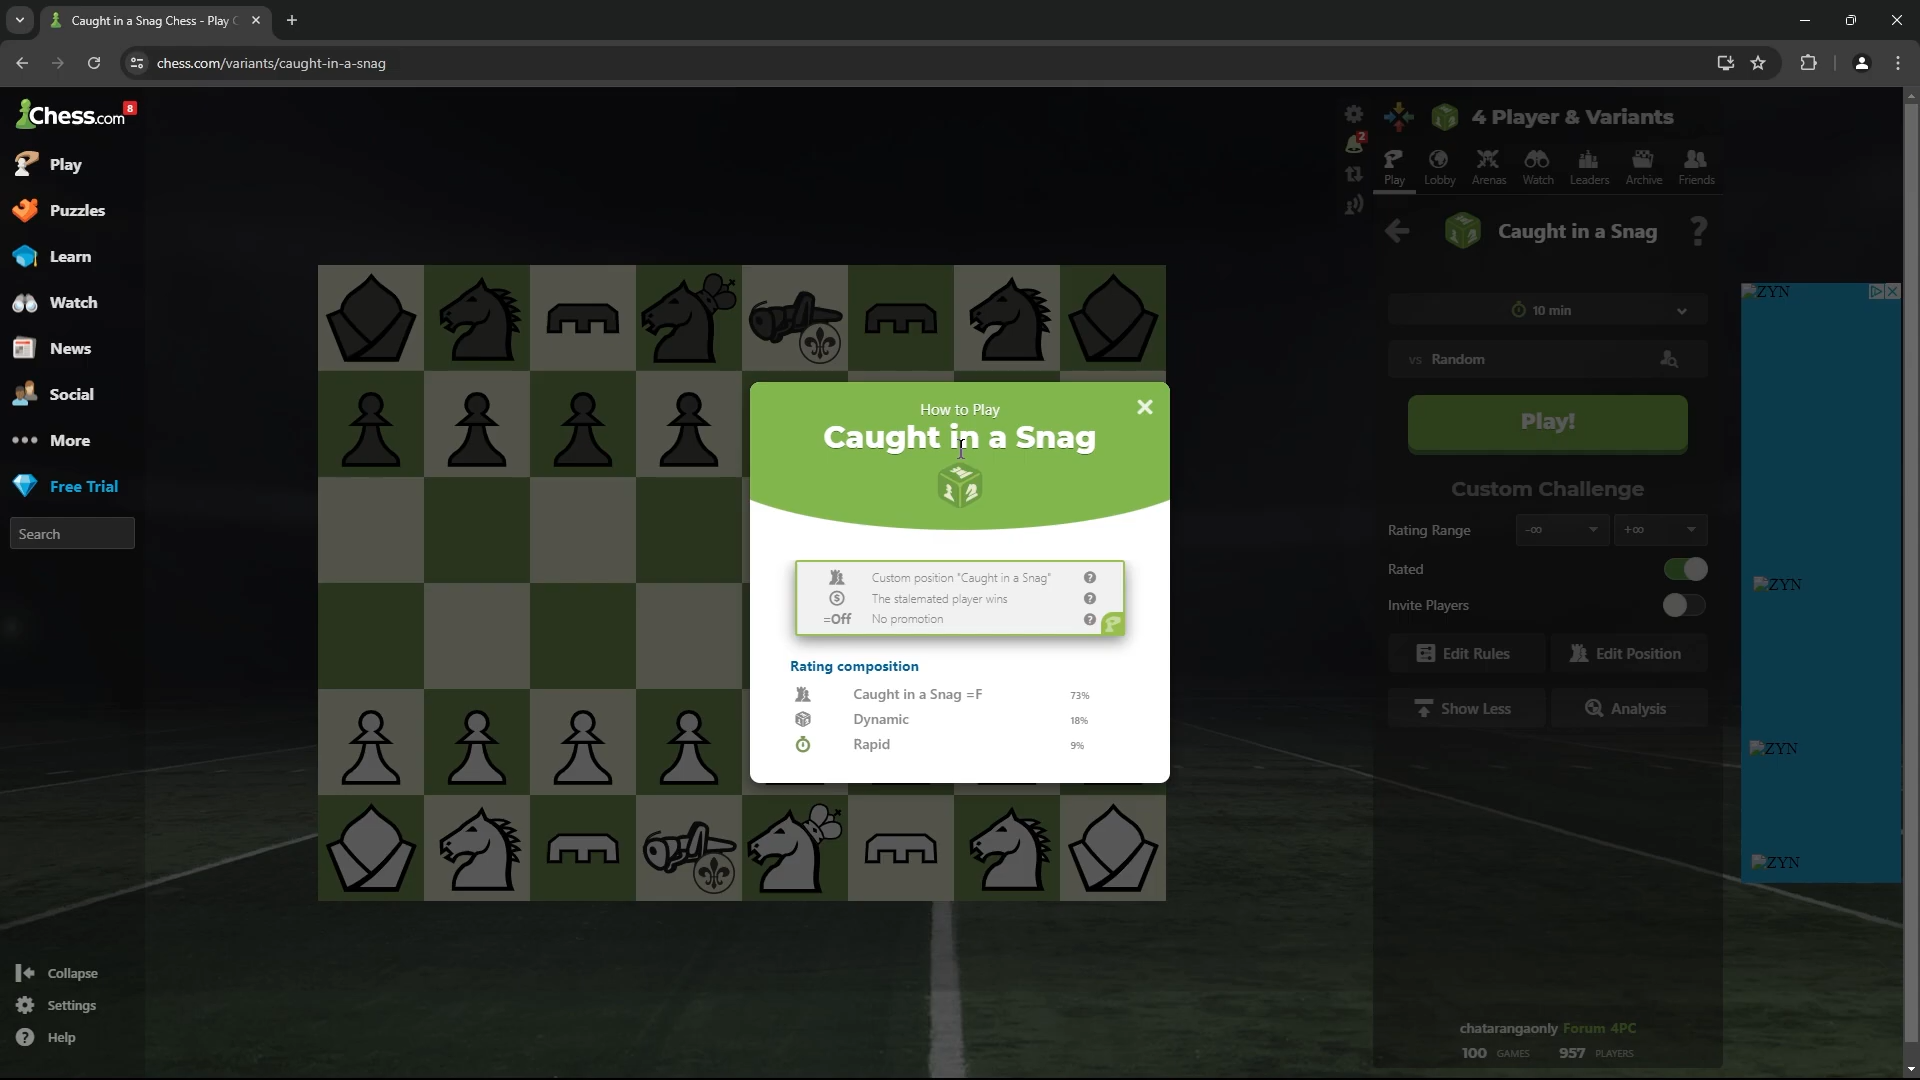 Caught in a Snag Chess - Play
chess.com/variants/caught-in-a-snag
Chess.com
8
Play
Puzzles
Learn
Watch
News
Social
More
Free Trial
Search
Collapse
Settings
Help
How to Play
Caught in a Snag
Custom position "Caught in a Snag"
The stalemated player wins
=Off No promotion
Rating composition
Caught in a Snag =F 73%
Dynamic 18%
Rapid 9%
2
4 Player & Variants
Play Lobby Arenas Watch Leaders Archive Friends
Caught in a Snag ?
10 min
vs Random
Play!
Custom Challenge
Rating Range -∞ +∞
Rated
Invite Players
Edit Rules Edit Position
Show Less Analysis
chatarangaonly Forum 4PC
100 GAMES 957 PLAYERS
ZYN
ZYN
ZYN
ZYN